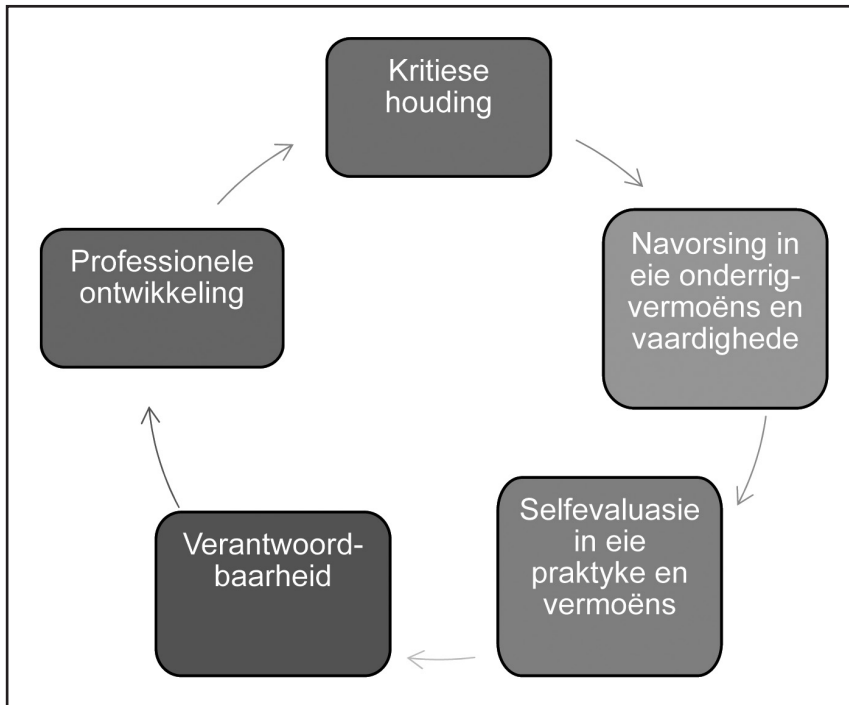 Kritiese
houding
Navorsing in
eie onderrig-
vermoëns en
vaardighede
Selfevaluasie
in eie
praktyke en
vermoëns
Verantwoord-
baarheid
Professionele
ontwikkeling